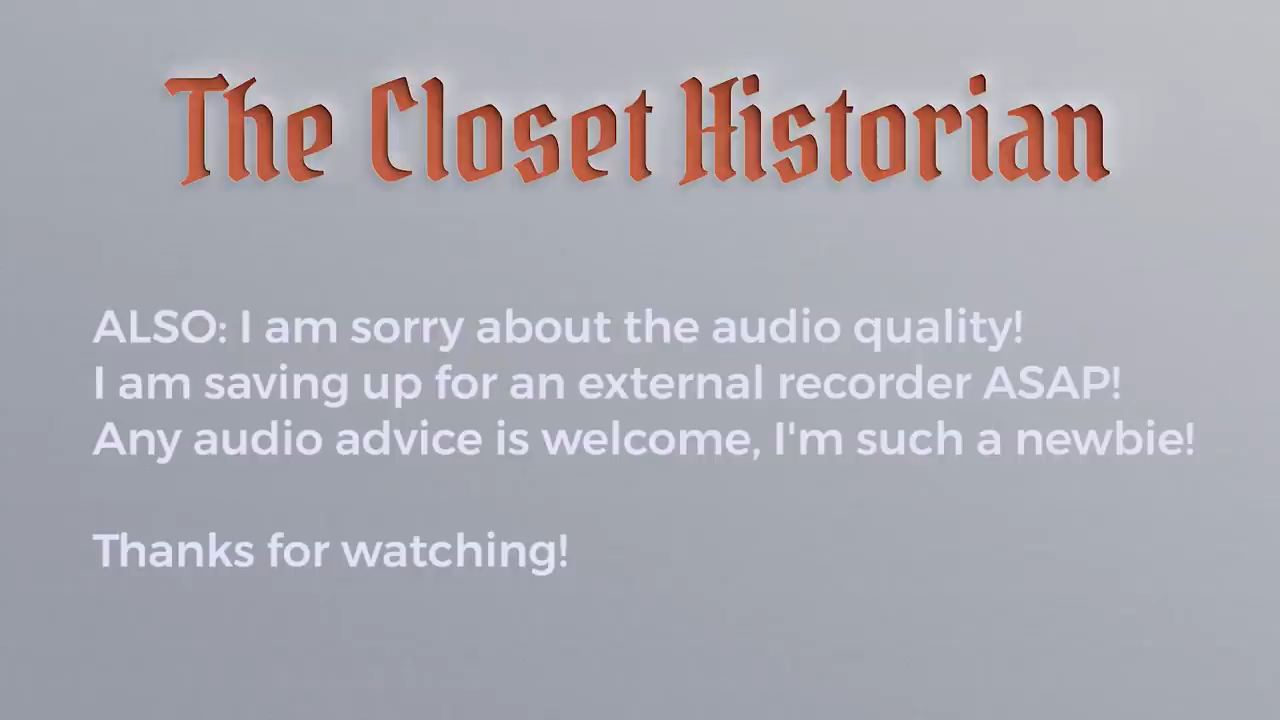 The Closet Historian
ALSO: I am sorry about the audio quality!
I am saving up for an external recorder ASAP!
Any audio advice is welcome, I'm such a newbie!
Thanks for watching!